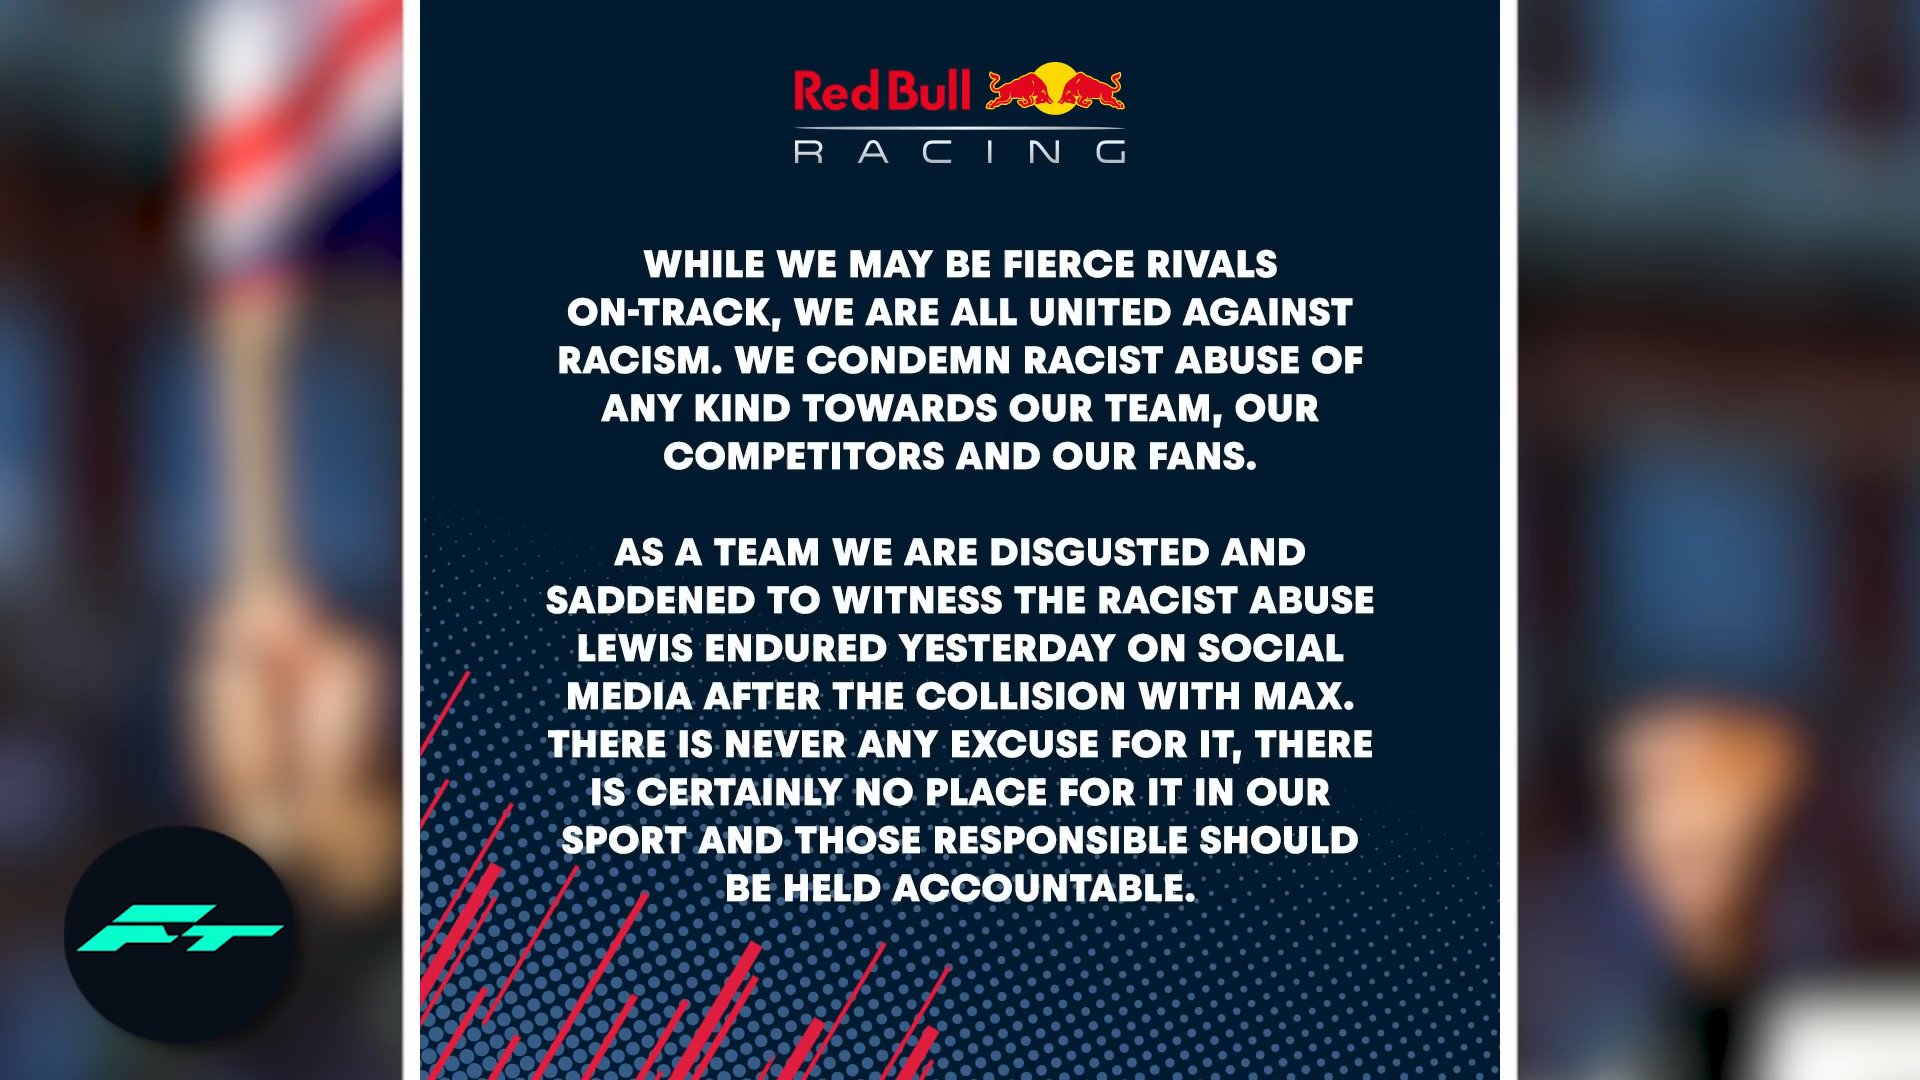 Red Bull
RACING
WHILE WE MAY BE FIERCE RIVALS
ON-TRACK, WE ARE ALL UNITED AGAINST
RACISM. WE CONDEMN RACIST ABUSE OF
ANY KIND TOWARDS OUR TEAM, OUR
COMPETITORS AND OUR FANS.
AS A TEAM WE ARE DISGUSTED AND
SADDENED TO WITNESS THE RACIST ABUSE
LEWIS ENDURED YESTERDAY ON SOCIAL
MEDIA AFTER THE COLLISION WITH MAX.
THERE IS NEVER ANY EXCUSE FOR IT, THERE
IS CERTAINLY NO PLACE FOR IT IN OUR
SPORT AND THOSE RESPONSIBLE SHOULD
BE HELD ACCOUNTABLE.
FT